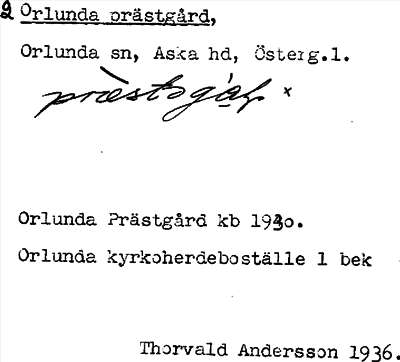 2 Orlunda prästgård,
Orlunda sn, Aska hd, Österg.l.
x
Orlunda Prästgård kb 1930.
Orlunda kyrkoherdeboställe 1 bek
Thorvald Andersson 1936.